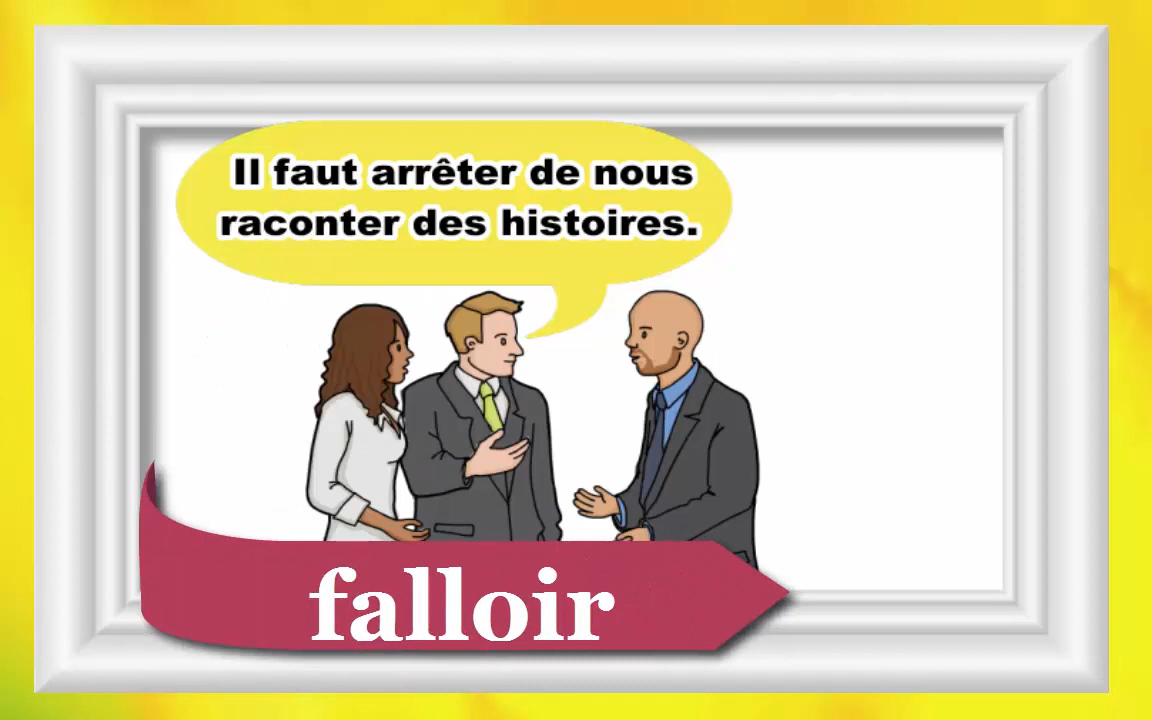 Il faut arrêter de nous
raconter des histoires.
falloir